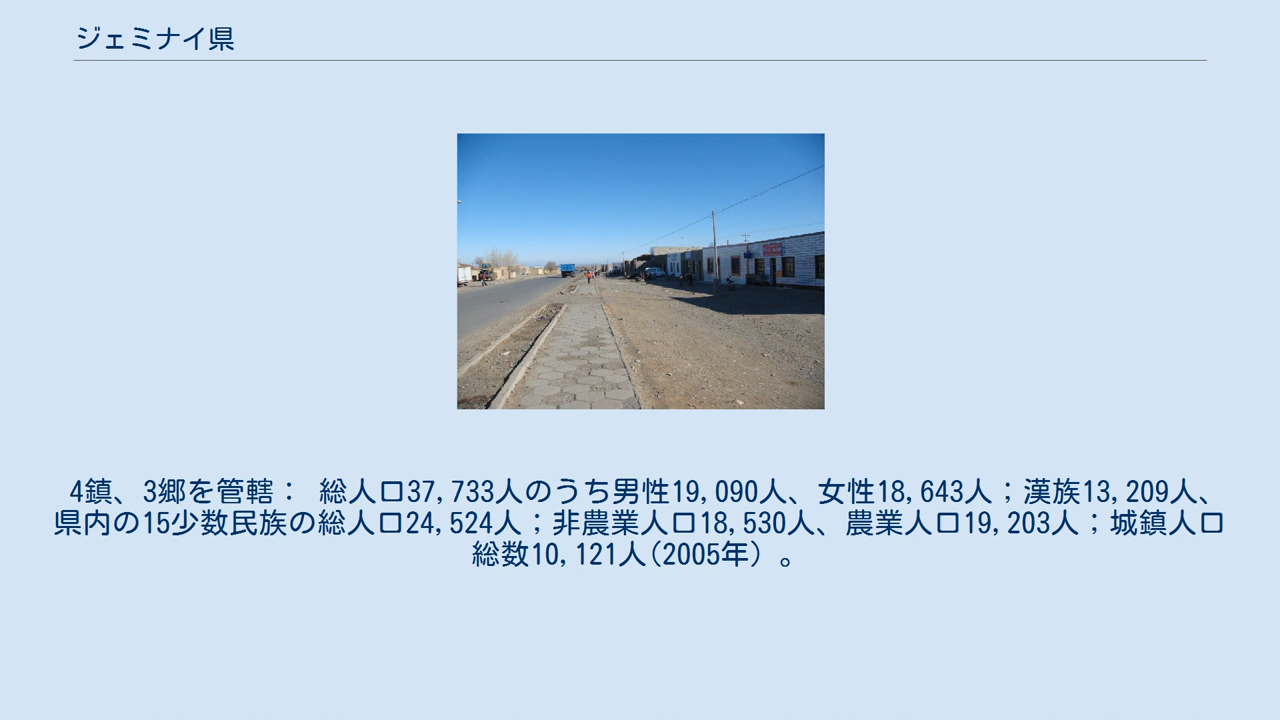 ジェミナイ県
4鎮、3郷を管轄： 総人口37,733人のうち男性19,090人、女性18,643人；漢族13,209人、
県内の15少数民族の総人口24,524人；非農業人口18,530人、農業人口19,203人；城鎮人口
総数10,121人(2005年) 。